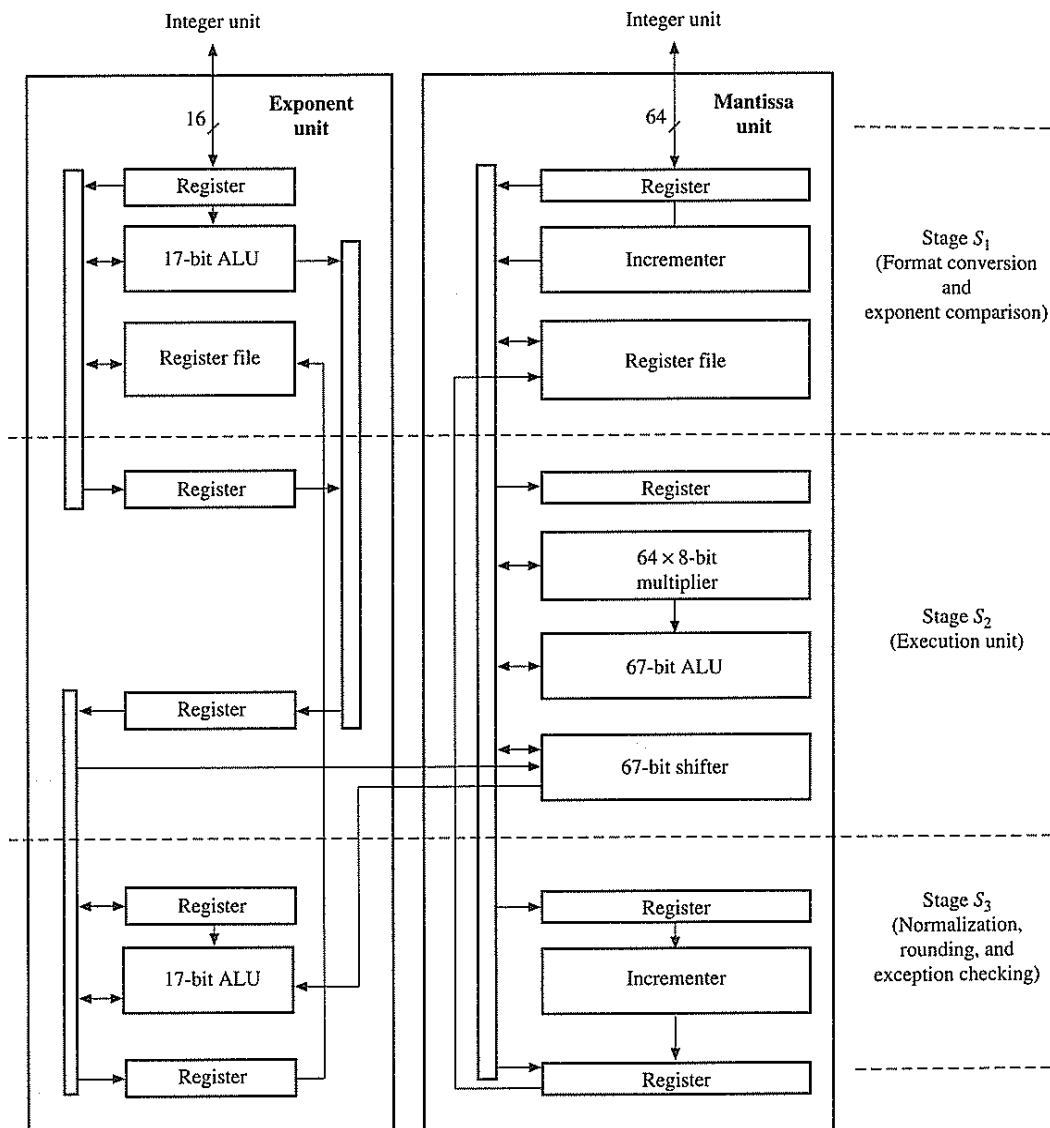 Integer unit
Integer unit
Exponent
unit
Mantissa
unit
16
64
Register
Register
17-bit ALU
Incrementer
Stage S1
(Format conversion
and
exponent comparison)
Register file
Register file
Register
Register
64 × 8-bit
multiplier
Stage S2
(Execution unit)
67-bit ALU
Register
67-bit shifter
Register
Register
Stage S3
(Normalization,
rounding, and
exception checking)
17-bit ALU
Incrementer
Register
Register